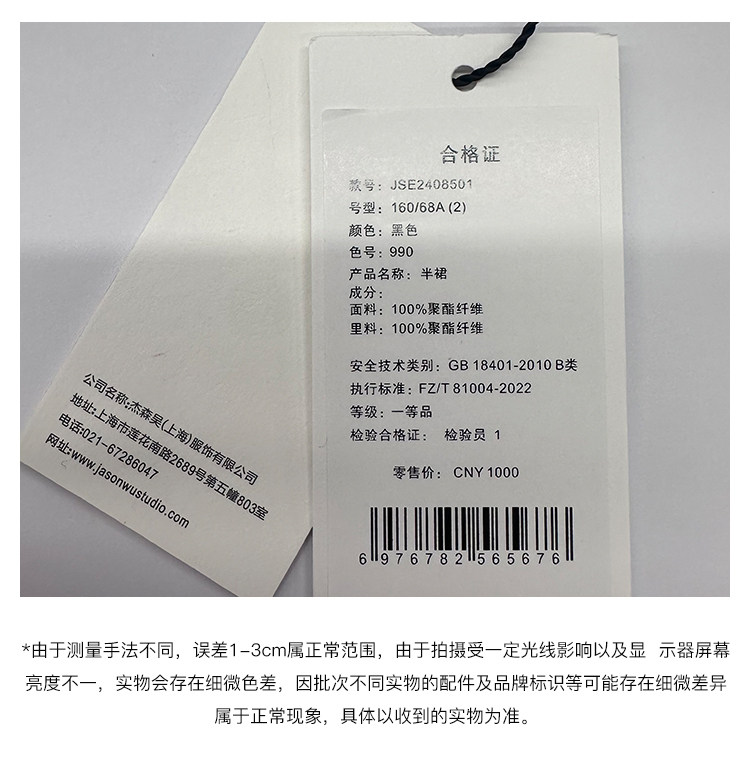 合格证
款号：JSE2408501
号型：160/68A (2)
颜色：黑色
色号：990
产品名称：半裙
成分：
面料：100%聚酯纤维
里料：100%聚酯纤维
安全技术类别：GB 18401-2010 B类
执行标准：FZ/T 81004-2022
等级：一等品
检验合格证：检验员 1
零售价：CNY 1000
6976782565676
公司名称:杰森吴(上海)服饰有限公司
地址:上海市莲花南路2689号第五幢803室
电话:021-67286047
网址:www.jasonwustudio.com
*由于测量手法不同，误差1-3cm属正常范围，由于拍摄受一定光线影响以及显 示器屏幕
亮度不一，实物会存在细微色差，因批次不同实物的配件及品牌标识等可能存在细微差异
属于正常现象，具体以收到的实物为准。